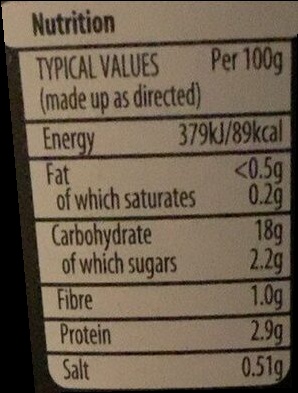 Nutrition
TYPICAL VALUES Per 100g
(made up as directed)
Energy 379kJ/89kcal
Fat <0.5g
of which saturates 0.2g
Carbohydrate 18g
of which sugars 2.2g
Fibre 1.0g
Protein 2.9g
Salt 0.51g